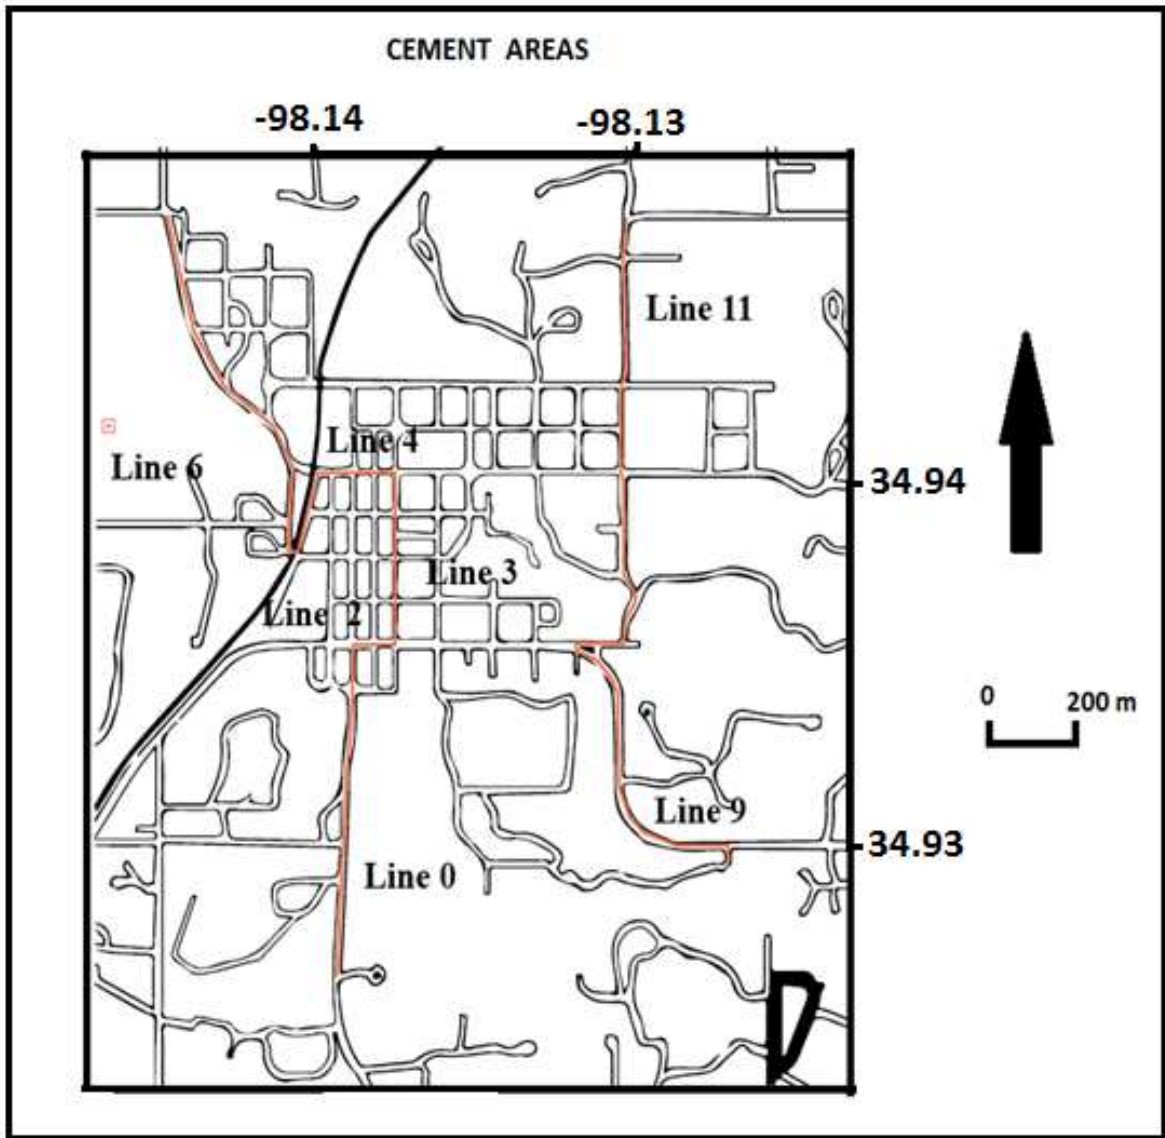 CEMENT AREAS
-98.14
-98.13
Line 11
Line 4
Line 6
34.94
Line 3
Line 2
0
200 m
Line 9
34.93
Line 0